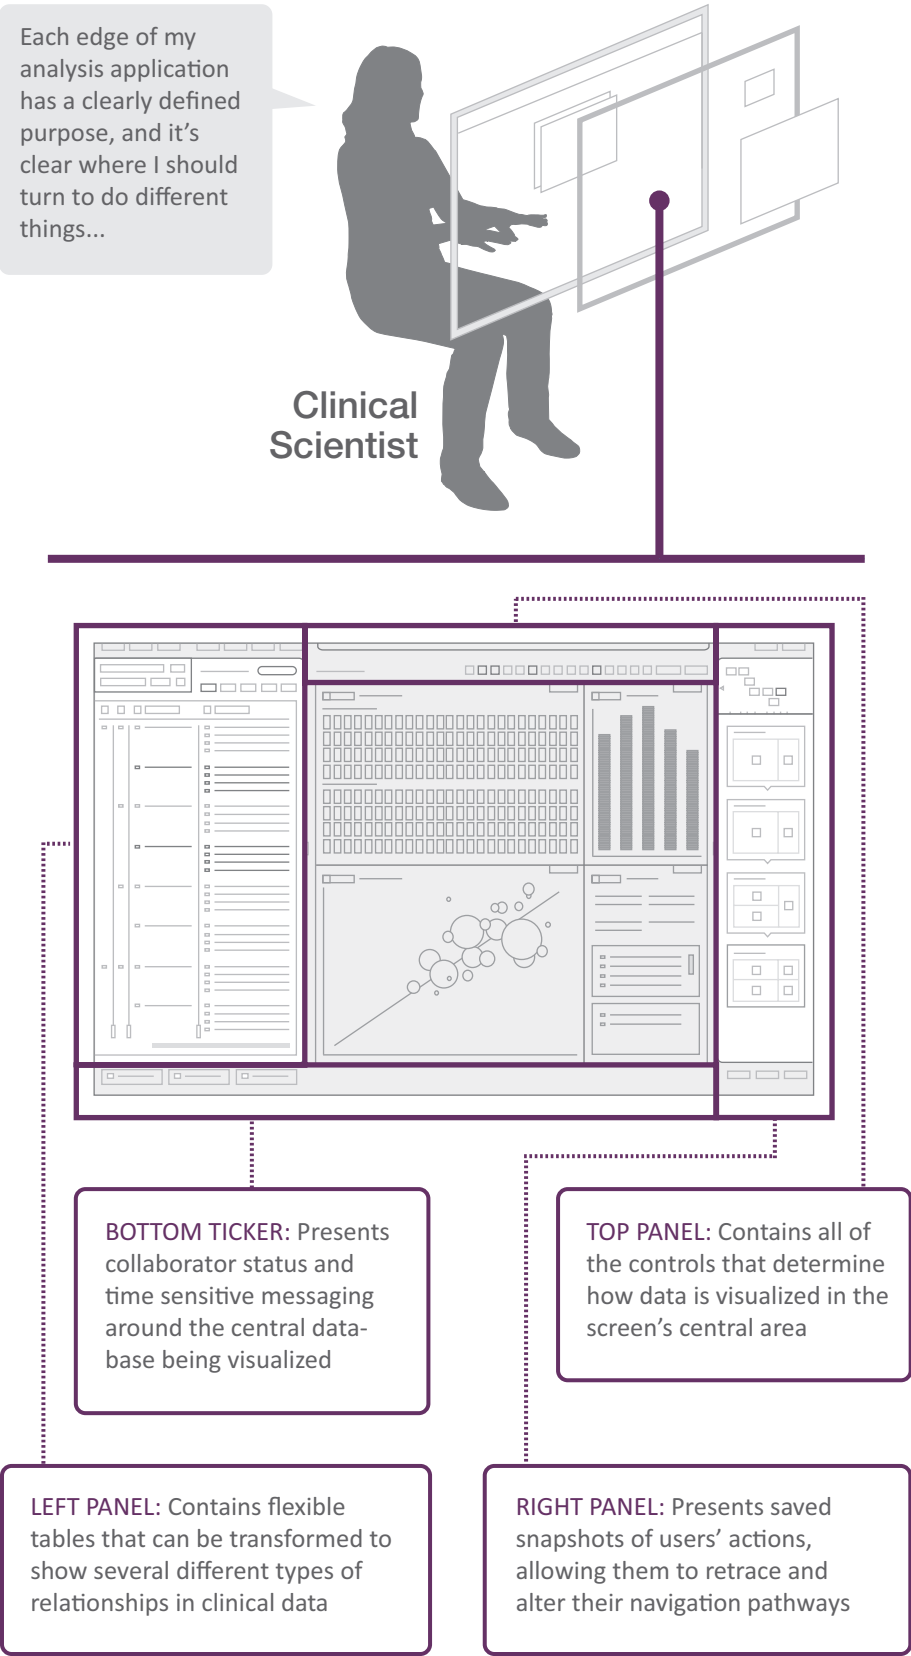 Each edge of my
analysis application
has a clearly defined
purpose, and it’s
clear where I should
turn to do different
things...
Clinical
Scientist
BOTTOM TICKER: Presents
collaborator status and
time sensitive messaging
around the central data-
base being visualized
TOP PANEL: Contains all of
the controls that determine
how data is visualized in the
screen’s central area
LEFT PANEL: Contains flexible
tables that can be transformed to
show several different types of
relationships in clinical data
RIGHT PANEL: Presents saved
snapshots of users’ actions,
allowing them to retrace and
alter their navigation pathways